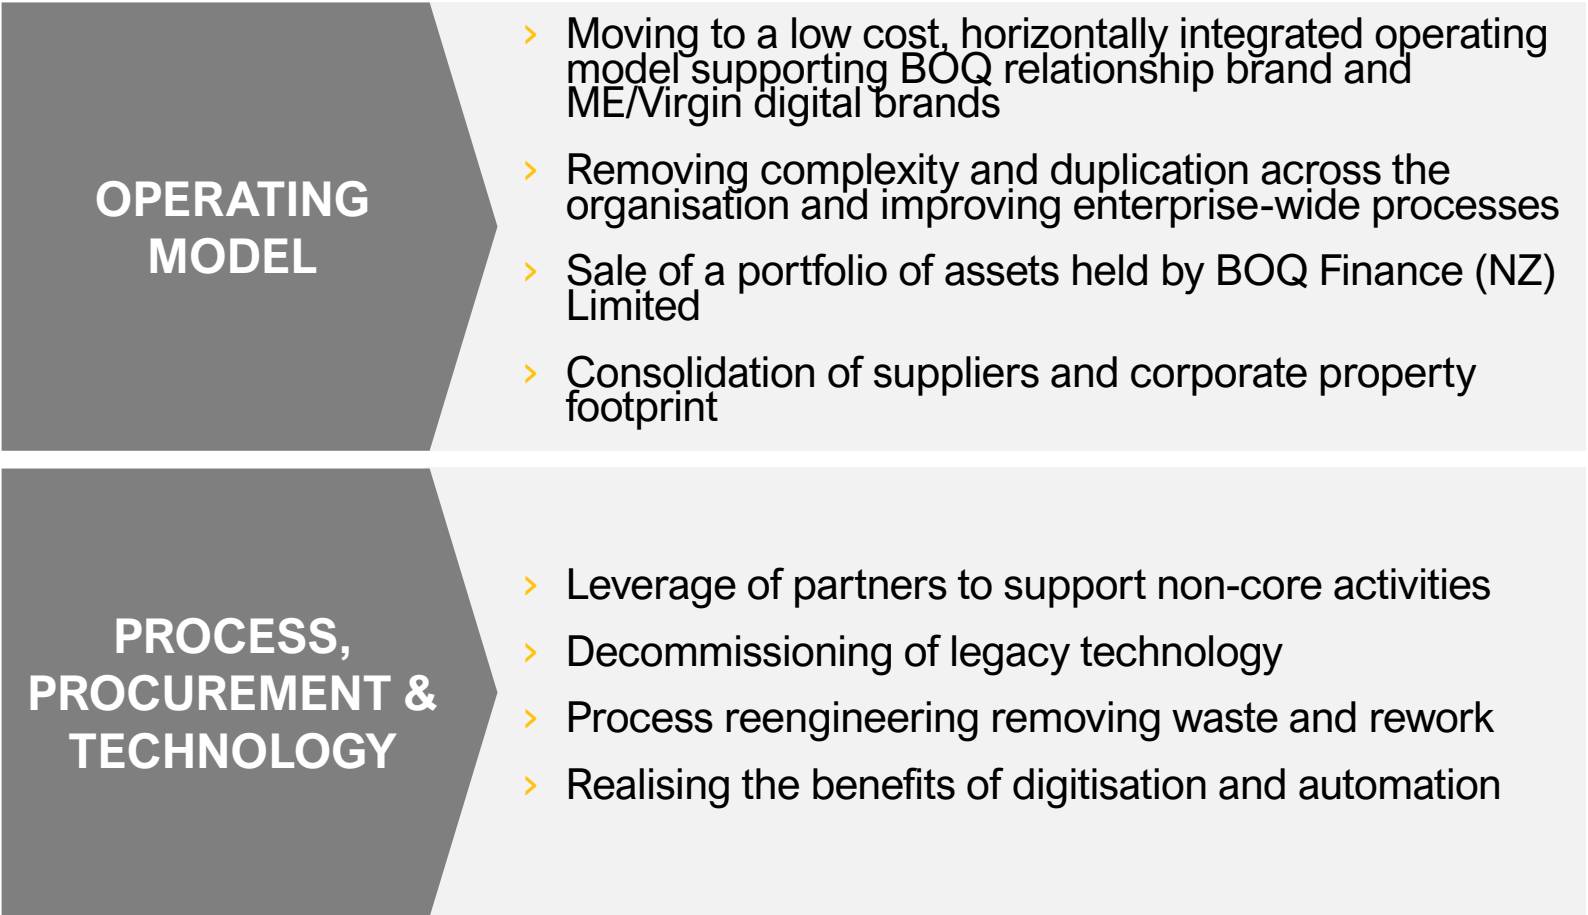 OPERATING
MODEL
› Moving to a low cost, horizontally integrated operating
model supporting BOQ relationship brand and
ME/Virgin digital brands
› Removing complexity and duplication across the
organisation and improving enterprise-wide processes
› Sale of a portfolio of assets held by BOQ Finance (NZ)
Limited
› Consolidation of suppliers and corporate property
footprint
PROCESS,
PROCUREMENT &
TECHNOLOGY
› Leverage of partners to support non-core activities
› Decommissioning of legacy technology
› Process reengineering removing waste and rework
› Realising the benefits of digitisation and automation